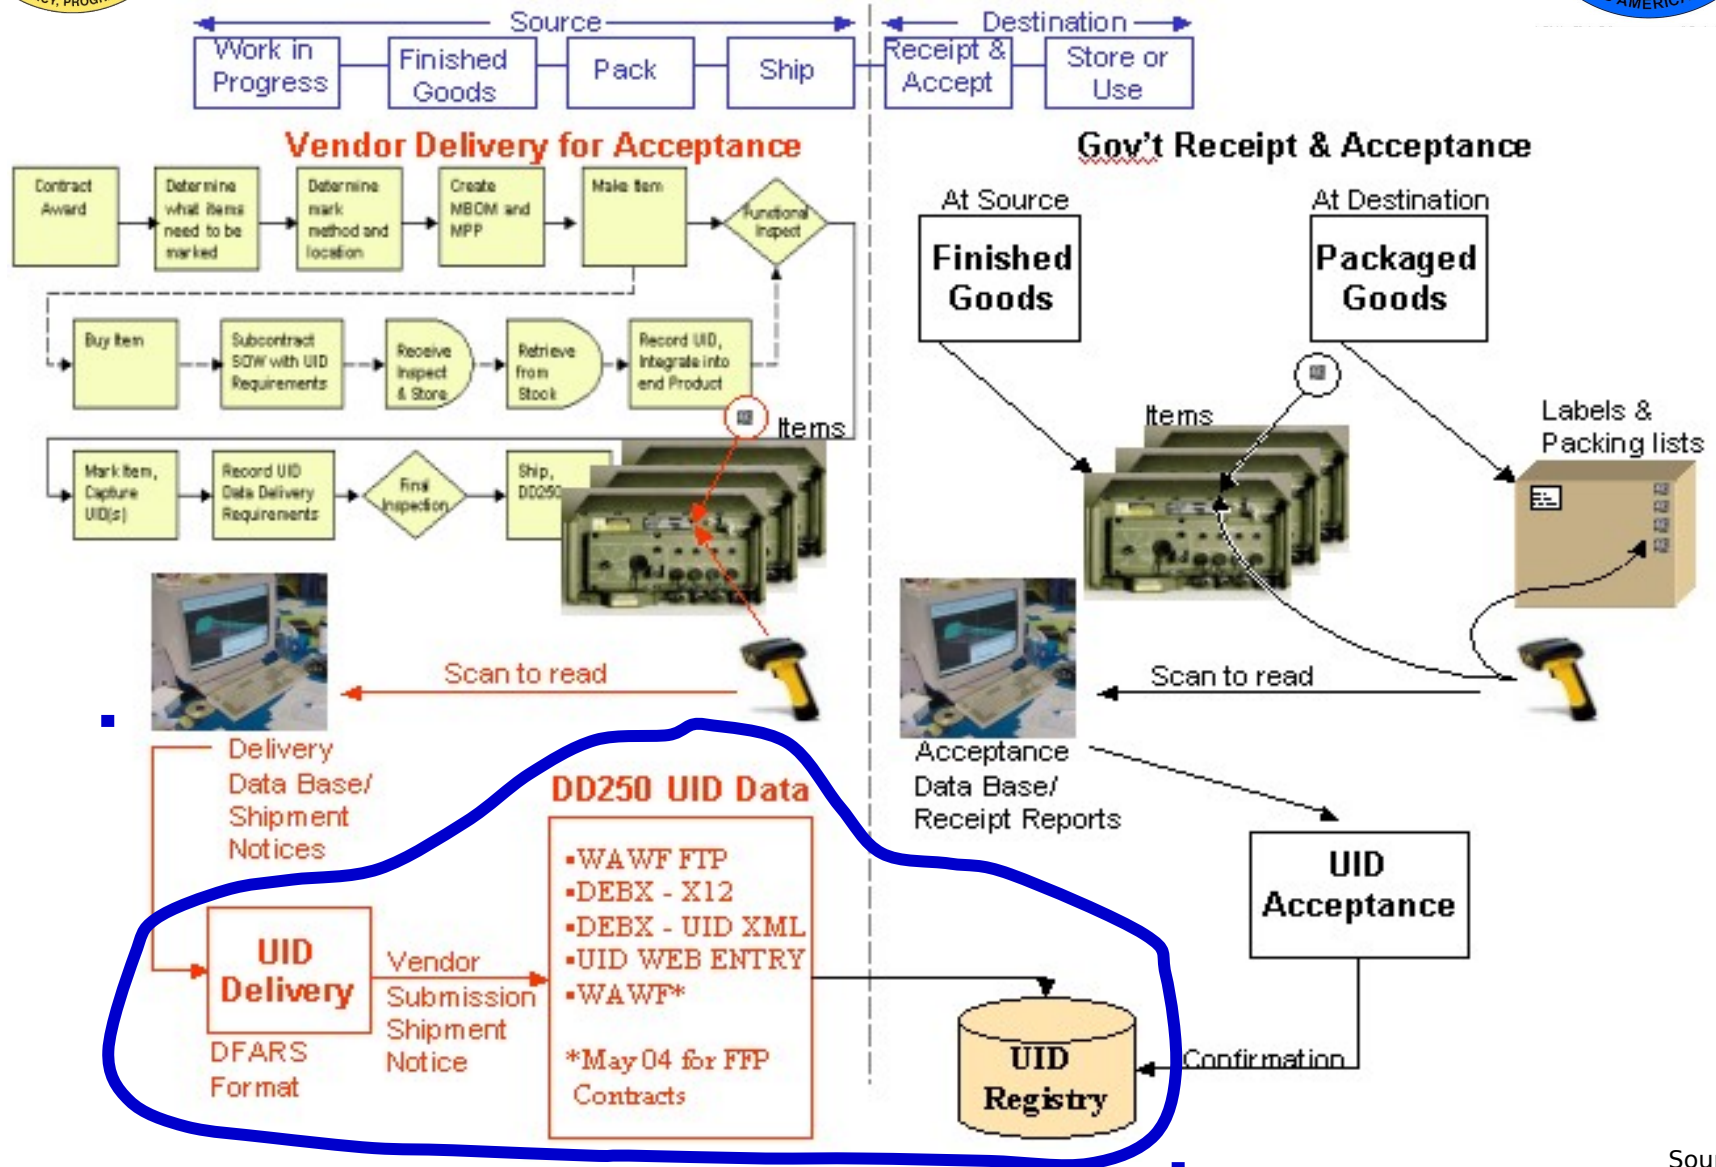 CY, PROGR
AMERIC
Source
Destination
Work in
Progress
Finished
Goods
Pack
Ship
Receipt &
Accept
Store or
Use
Vendor Delivery for Acceptance
Gov't Receipt & Acceptance
Contract
Award
Determine
what items
need to be
marked
Determine
mark
method and
location
Create
MBOM and
MPP
Make Item
Functional
Inspect
Buy Item
Subcontract
SOW with UID
Requirements
Receive
Inspect
& Store
Retrieve
from
Stock
Record UID,
Integrate into
end Product
Items
Mark Item,
Capture
UID(s)
Record UID
Data Delivery
Requirements
Final
Inspection
Ship,
DD250
At Source
Finished
Goods
At Destination
Packaged
Goods
Items
Labels &
Packing lists
Scan to read
Scan to read
Delivery
Data Base/
Shipment
Notices
Acceptance
Data Base/
Receipt Reports
DD250 UID Data
▪WAWF FTP
▪DEBX - X12
▪DEBX - UID XML
▪UID WEB ENTRY
▪WAWF*
*May 04 for FFP
Contracts
UID
Delivery
DFARS
Format
Vendor
Submission
Shipment
Notice
UID
Acceptance
UID
Registry
Confirmation
Sour